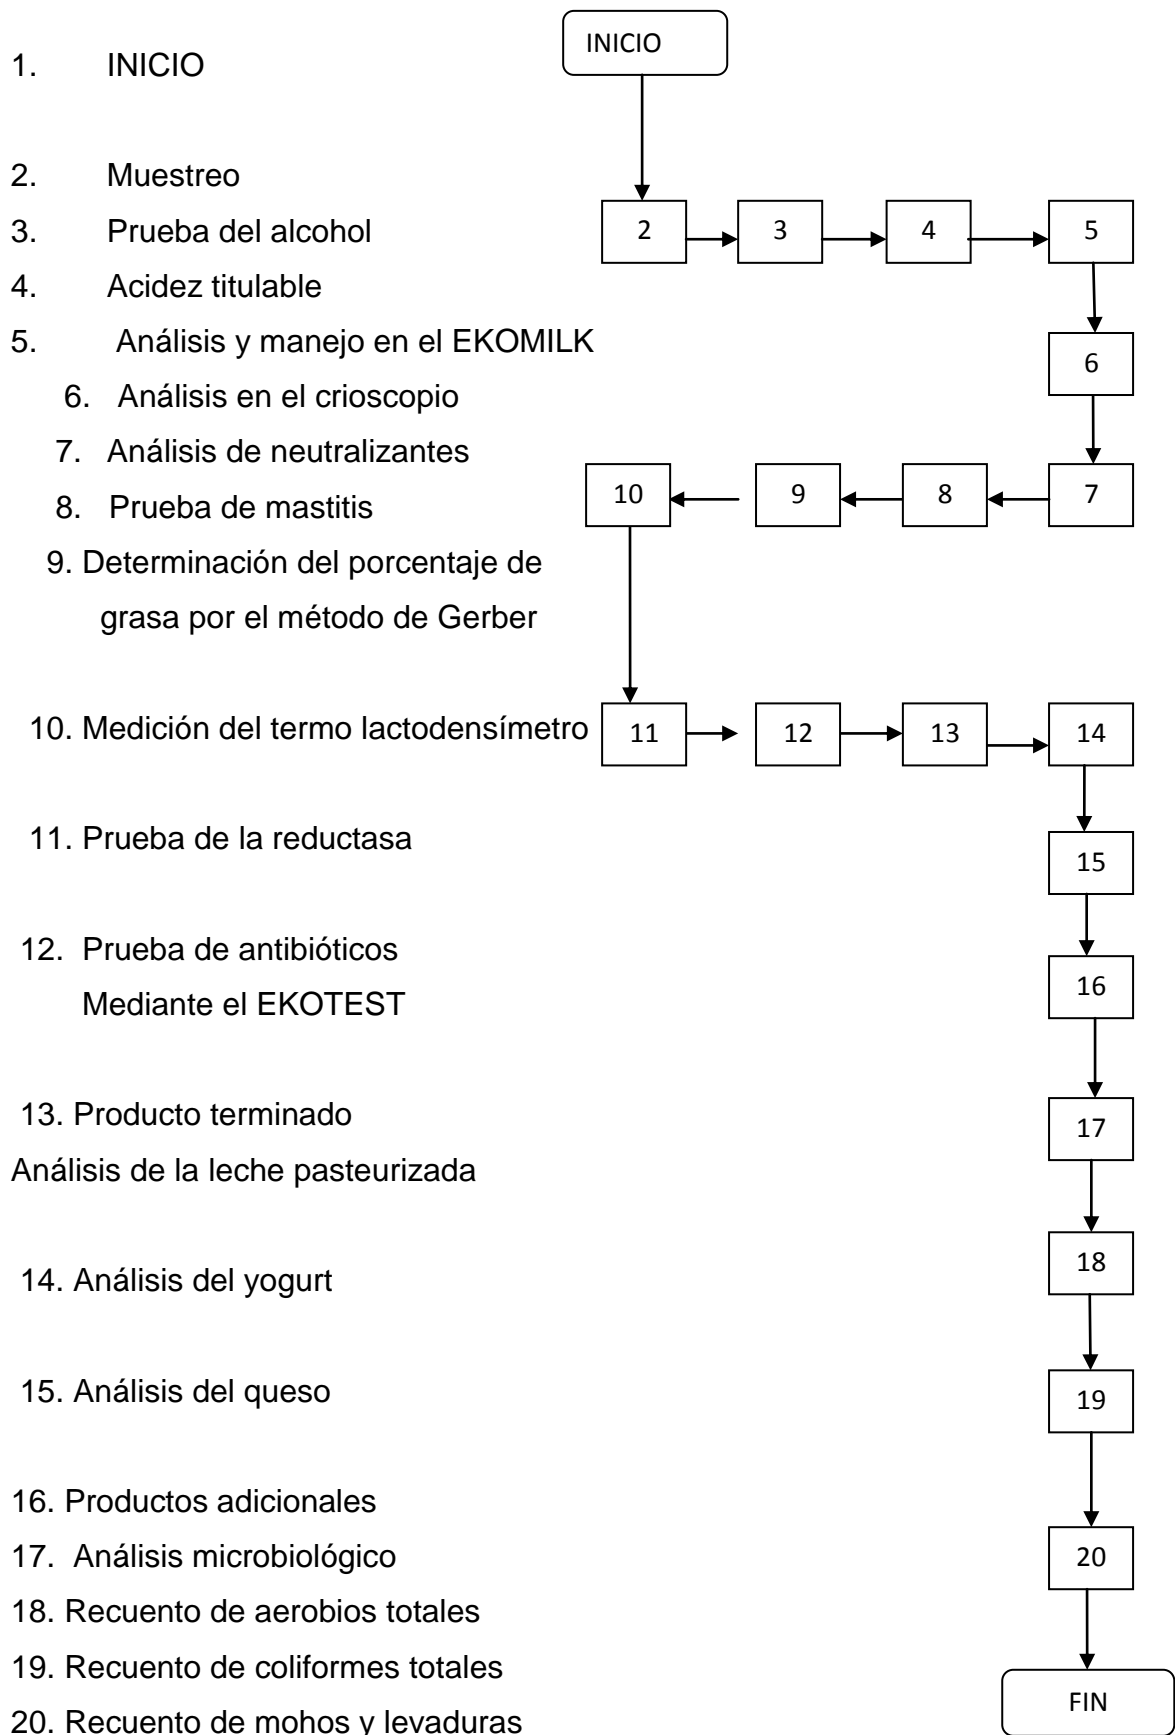 1. INICIO
2. Muestreo
3. Prueba del alcohol
4. Acidez titulable
5. Análisis y manejo en el EKOMILK
6. Análisis en el crioscopio
7. Análisis de neutralizantes
8. Prueba de mastitis
9. Determinación del porcentaje de
grasa por el método de Gerber
10. Medición del termo lactodensímetro
11. Prueba de la reductasa
12. Prueba de antibióticos
Mediante el EKOTEST
13. Producto terminado
Análisis de la leche pasteurizada
14. Análisis del yogurt
15. Análisis del queso
16. Productos adicionales
17. Análisis microbiológico
18. Recuento de aerobios totales
19. Recuento de coliformes totales
20. Recuento de mohos y levaduras
INICIO
2 3 4 5
6
10 9 8 7
11 12 13 14
15
16
17
18
19
20
FIN